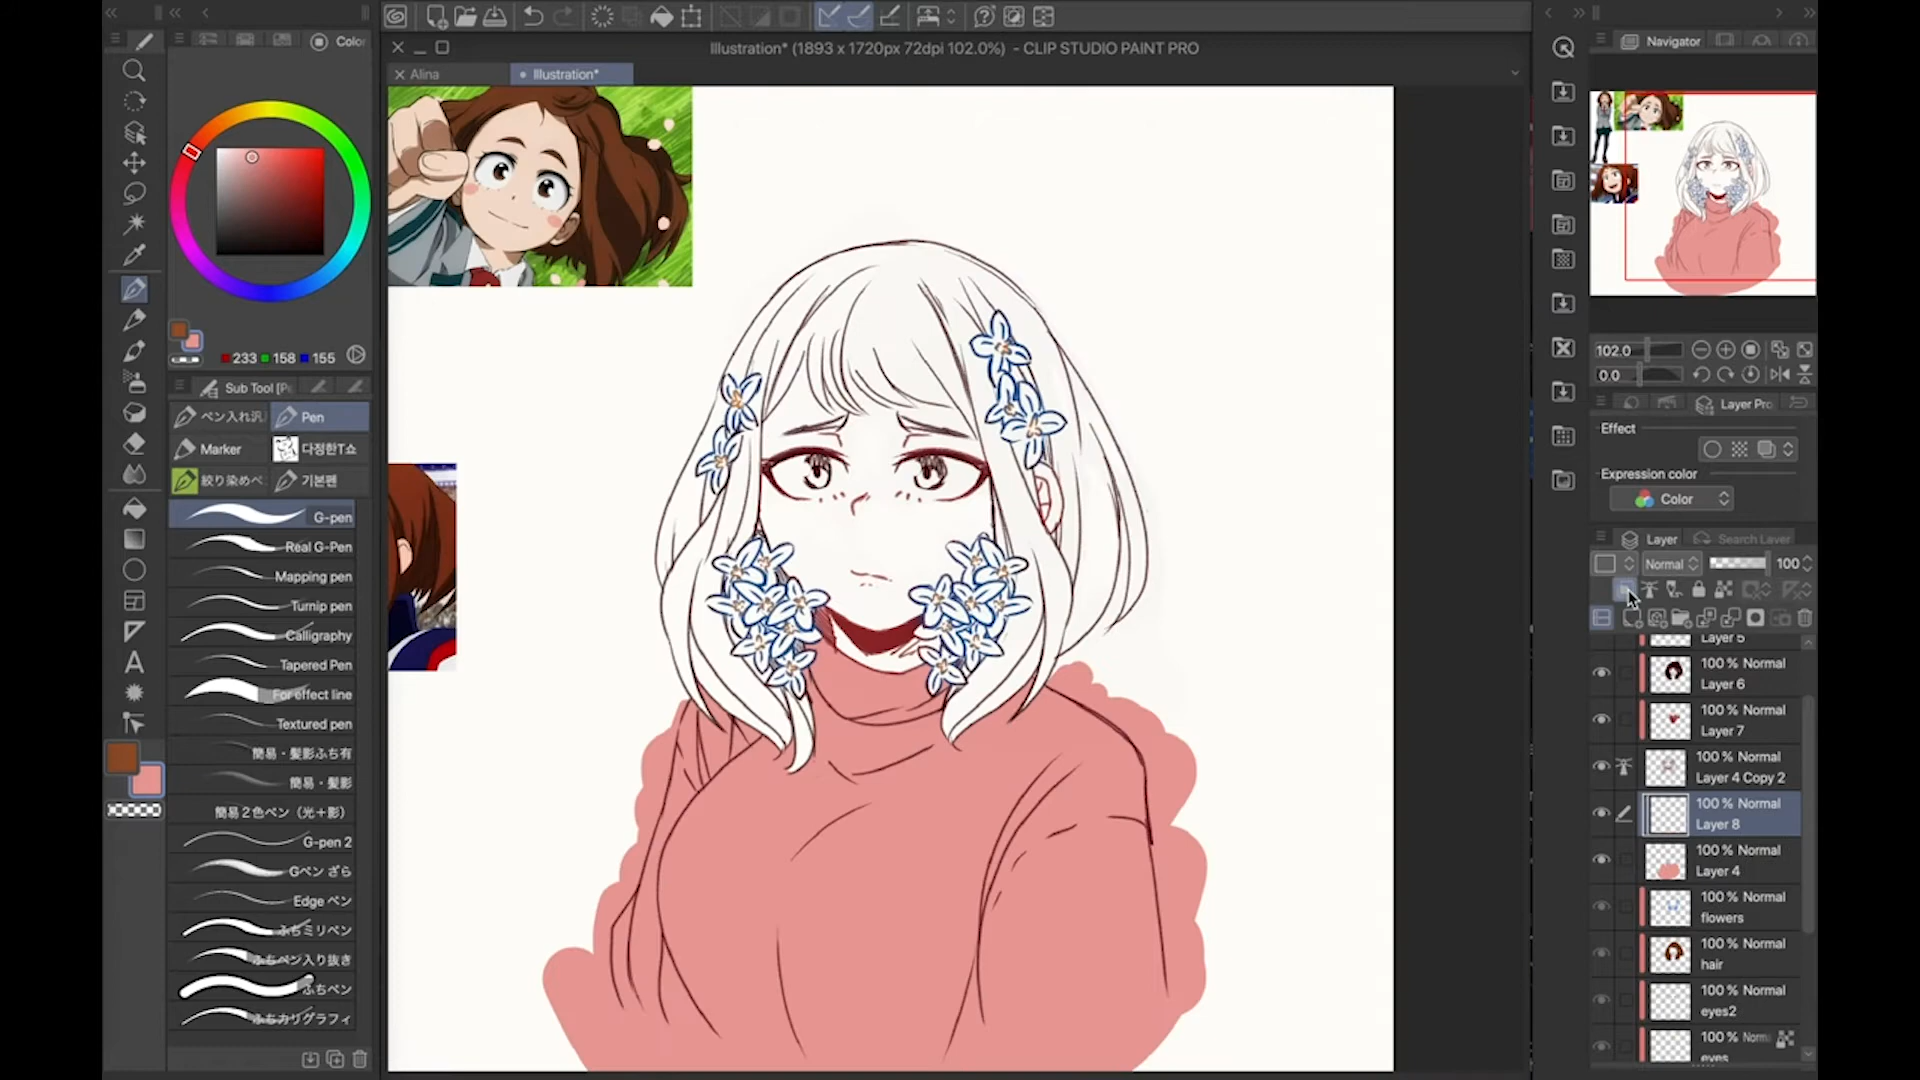 Color
Illustration* (1893 x 1720px 72dpi 102.0%)  - CLIP STUDIO PAINT PRO
Alina
Illustration*
Navigator
233 158 155
Sub Tool [Pe
ペン入れ汎
Pen
Marker
다정한T쇼
絞り染めペ
기본펜
G-pen
Real G-Pen
Mapping pen
Turnip pen
Calligraphy
Tapered Pen
For effect line
Textured pen
簡易・髪影ふち有
簡易・髪影
簡易２色ペン（光＋影）
G-pen 2
Gペン ざら
Edge ペン
ふちミリペン
ふちペン入り抜き
ふちペン
ふちカリグラフィ
102.0
0.0
Layer Pro
Effect
Expression color
Color
Layer
Search Layer
Normal
100
Layer 5
100 % Normal
Layer 6
100 % Normal
Layer 7
100 % Normal
Layer 4 Copy 2
100 % Normal
Layer 8
100 % Normal
Layer 4
100 % Normal
flowers
100 % Normal
hair
100 % Normal
eyes2
100 % Norm
eyes